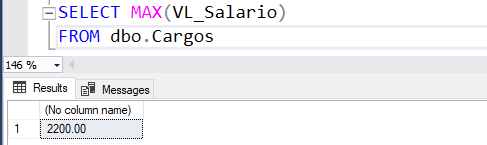 SELECT MAX(VL_Salario)
FROM dbo.Cargos
146 %
Results Messages
(No column name)
1 2200.00